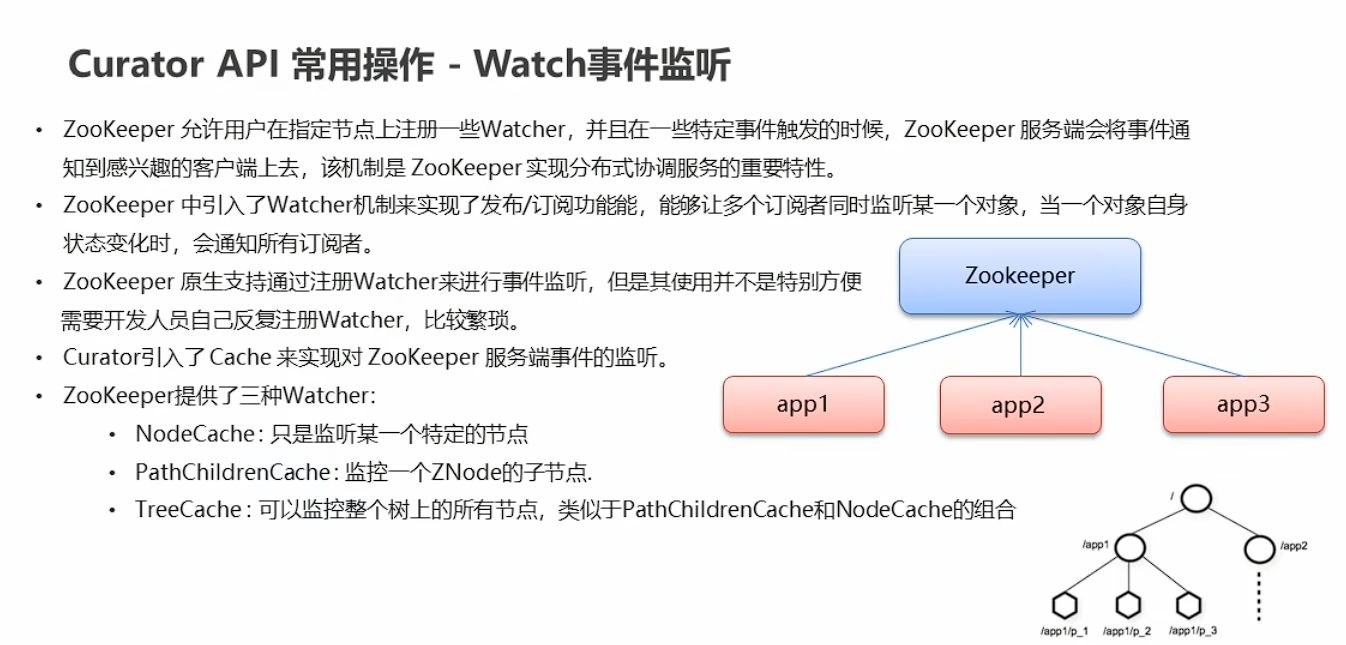 Curator API 常用操作 - Watch事件监听
• ZooKeeper 允许用户在指定节点上注册一些Watcher，并且在一些特定事件触发的时候，ZooKeeper 服务端会将事件通
知到感兴趣的客户端上去，该机制是 ZooKeeper 实现分布式协调服务的重要特性。
• ZooKeeper 中引入了Watcher机制来实现了发布/订阅功能能，能够让多个订阅者同时监听某一个对象，当一个对象自身
状态变化时，会通知所有订阅者。
• ZooKeeper 原生支持通过注册Watcher来进行事件监听，但是其使用并不是特别方便
需要开发人员自己反复注册Watcher，比较繁琐。
• Curator引入了 Cache 来实现对 ZooKeeper 服务端事件的监听。
• ZooKeeper提供了三种Watcher：
• NodeCache : 只是监听某一个特定的节点
• PathChildrenCache : 监控一个ZNode的子节点.
• TreeCache : 可以监控整个树上的所有节点，类似于PathChildrenCache和NodeCache的组合
Zookeeper
app1
app2
app3
/
/app1
/app2
/app1/p_1
/app1/p_2
/app1/p_3